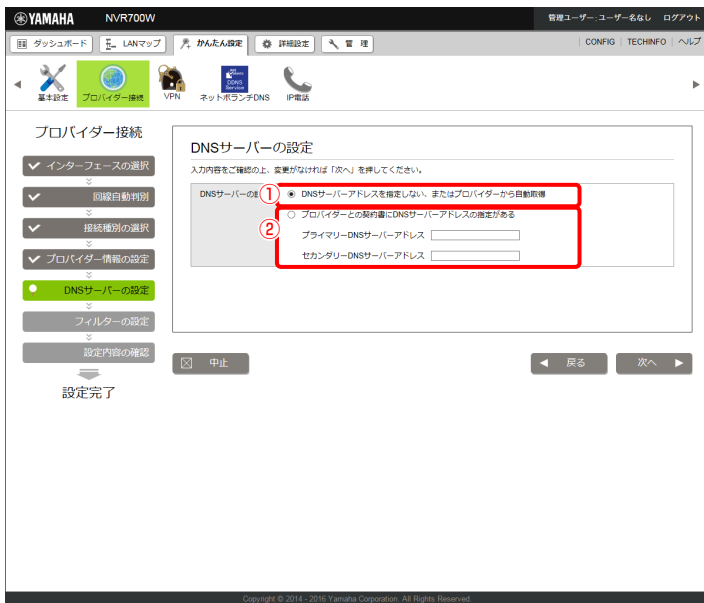 YAMAHA NVR700W 管理ユーザー:ユーザー名なし ログアウト
ダッシュボード LANマップ かんたん設定 詳細設定 管 理 CONFIG TECHINFO ヘルプ
基本設定 プロバイダー接続 VPN ネットボランチDNS IP電話
DDNS
Service
プロバイダー接続
インターフェースの選択
回線自動判別
接続種別の選択
プロバイダー情報の設定
DNSサーバーの設定
フィルターの設定
設定内容の確認
設定完了
DNSサーバーの設定
入力内容をご確認の上、変更がなければ「次へ」を押してください。
DNSサーバーの
① DNSサーバーアドレスを指定しない、またはプロバイダーから自動取得
② プロバイダーとの契約書にDNSサーバーアドレスの指定がある
プライマリーDNSサーバーアドレス
セカンダリーDNSサーバーアドレス
中止 戻る 次へ
Copyright © 2014 - 2016 Yamaha Corporation. All Rights Reserved.